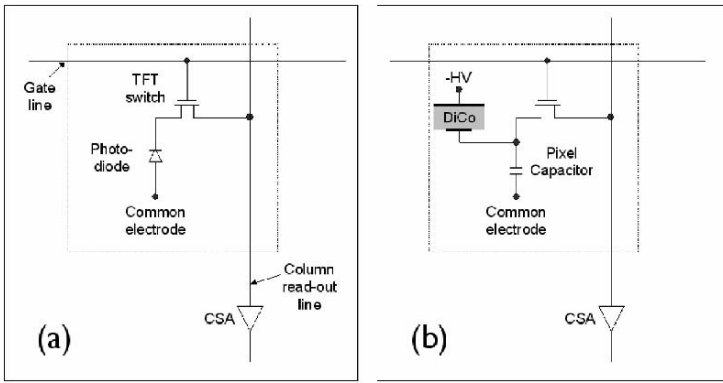 Gate
line
TFT
switch
Photo-
diode
Common
electrode
Column
read-out
line
CSA
(a)
-HV
DiCo
Pixel
Capacitor
Common
electrode
CSA
(b)